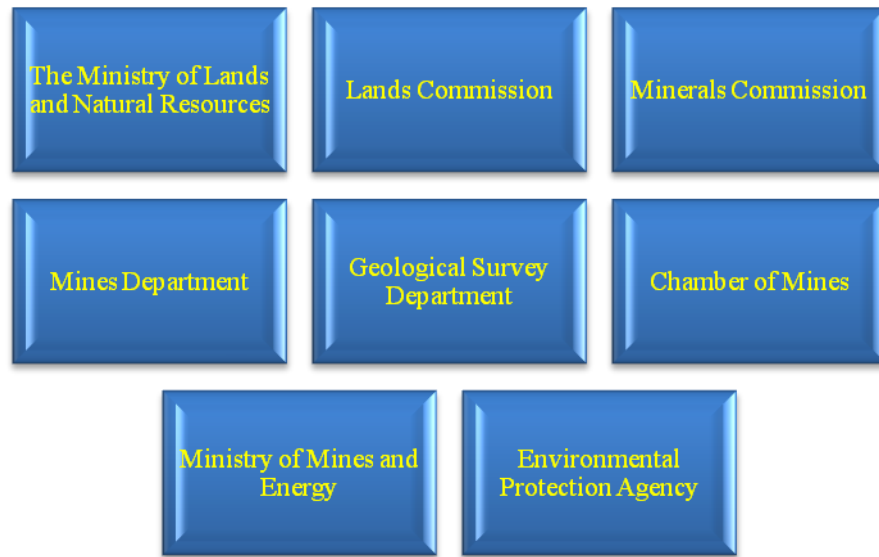 The Ministry of Lands
and Natural Resources
Lands Commission
Minerals Commission
Mines Department
Geological Survey
Department
Chamber of Mines
Ministry of Mines and
Energy
Environmental
Protection Agency